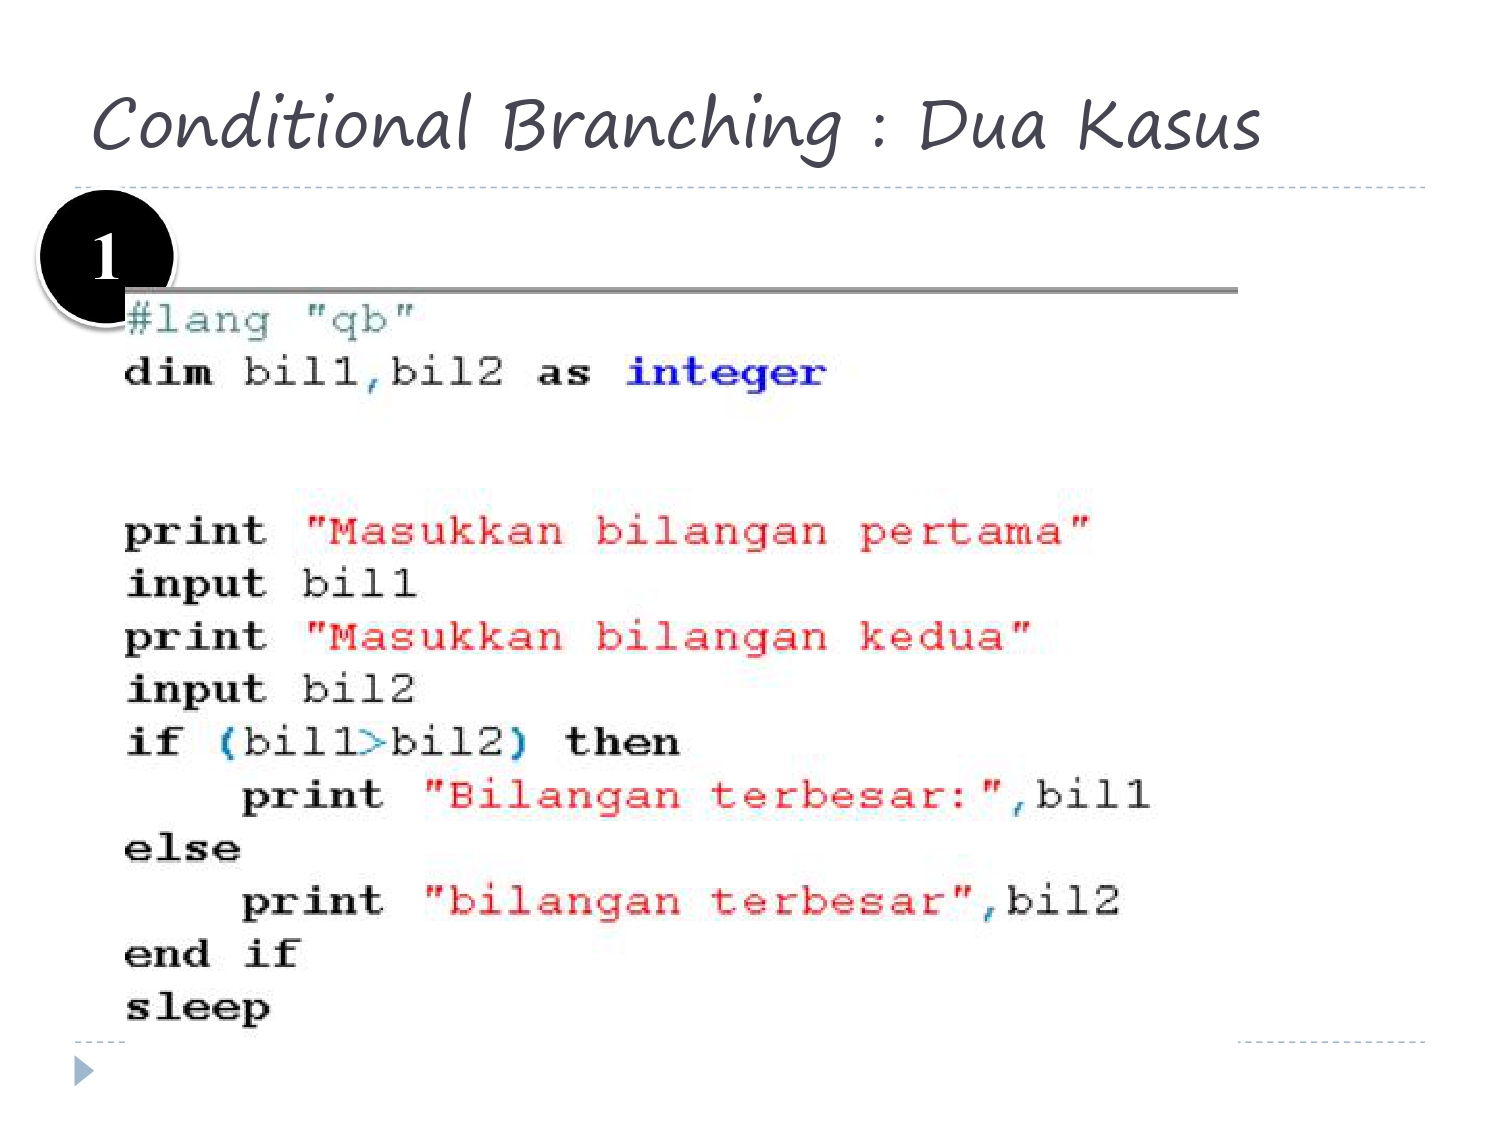 Conditional Branching : Dua Kasus
1
#lang "qb"
dim bil1,bil2 as integer
print "Masukkan bilangan pertama"
input bil1
print "Masukkan bilangan kedua"
input bil2
if (bil1>bil2) then
    print "Bilangan terbesar:",bil1
else
    print "bilangan terbesar",bil2
end if
sleep